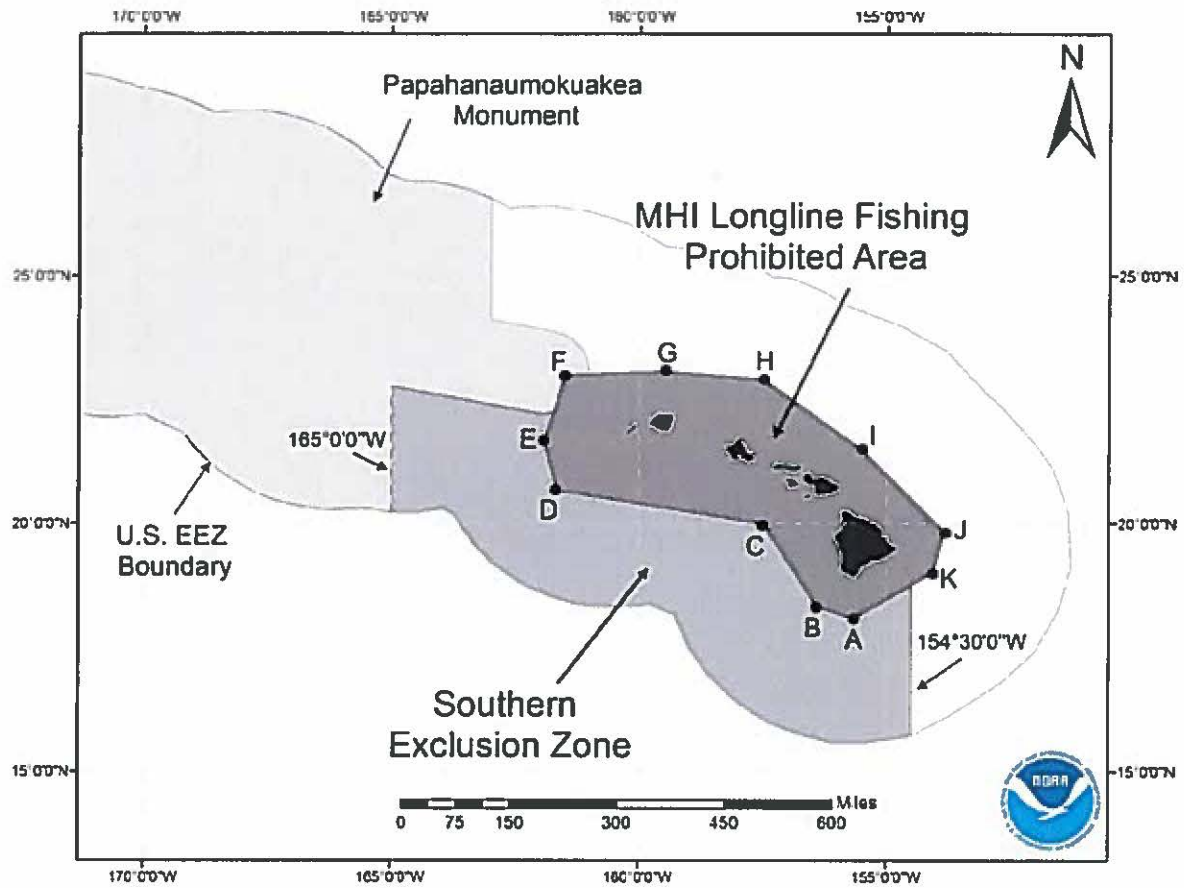 170°0'0"W 165°0'0"W 160°0'0"W 155°0'0"W
N
Papahanaumokuakea
Monument
MHI Longline Fishing
Prohibited Area
25°0'0"N 25°0'0"N
F G H
165°0'0"W E I
D
20°0'0"N 20°0'0"N
U.S. EEZ
Boundary
C J
K
B A
154°30'0"W
Southern
Exclusion Zone
15°0'0"N 15°0'0"N
NOAA
Miles
0 75 150 300 450 600
170°0'0"W 165°0'0"W 160°0'0"W 155°0'0"W